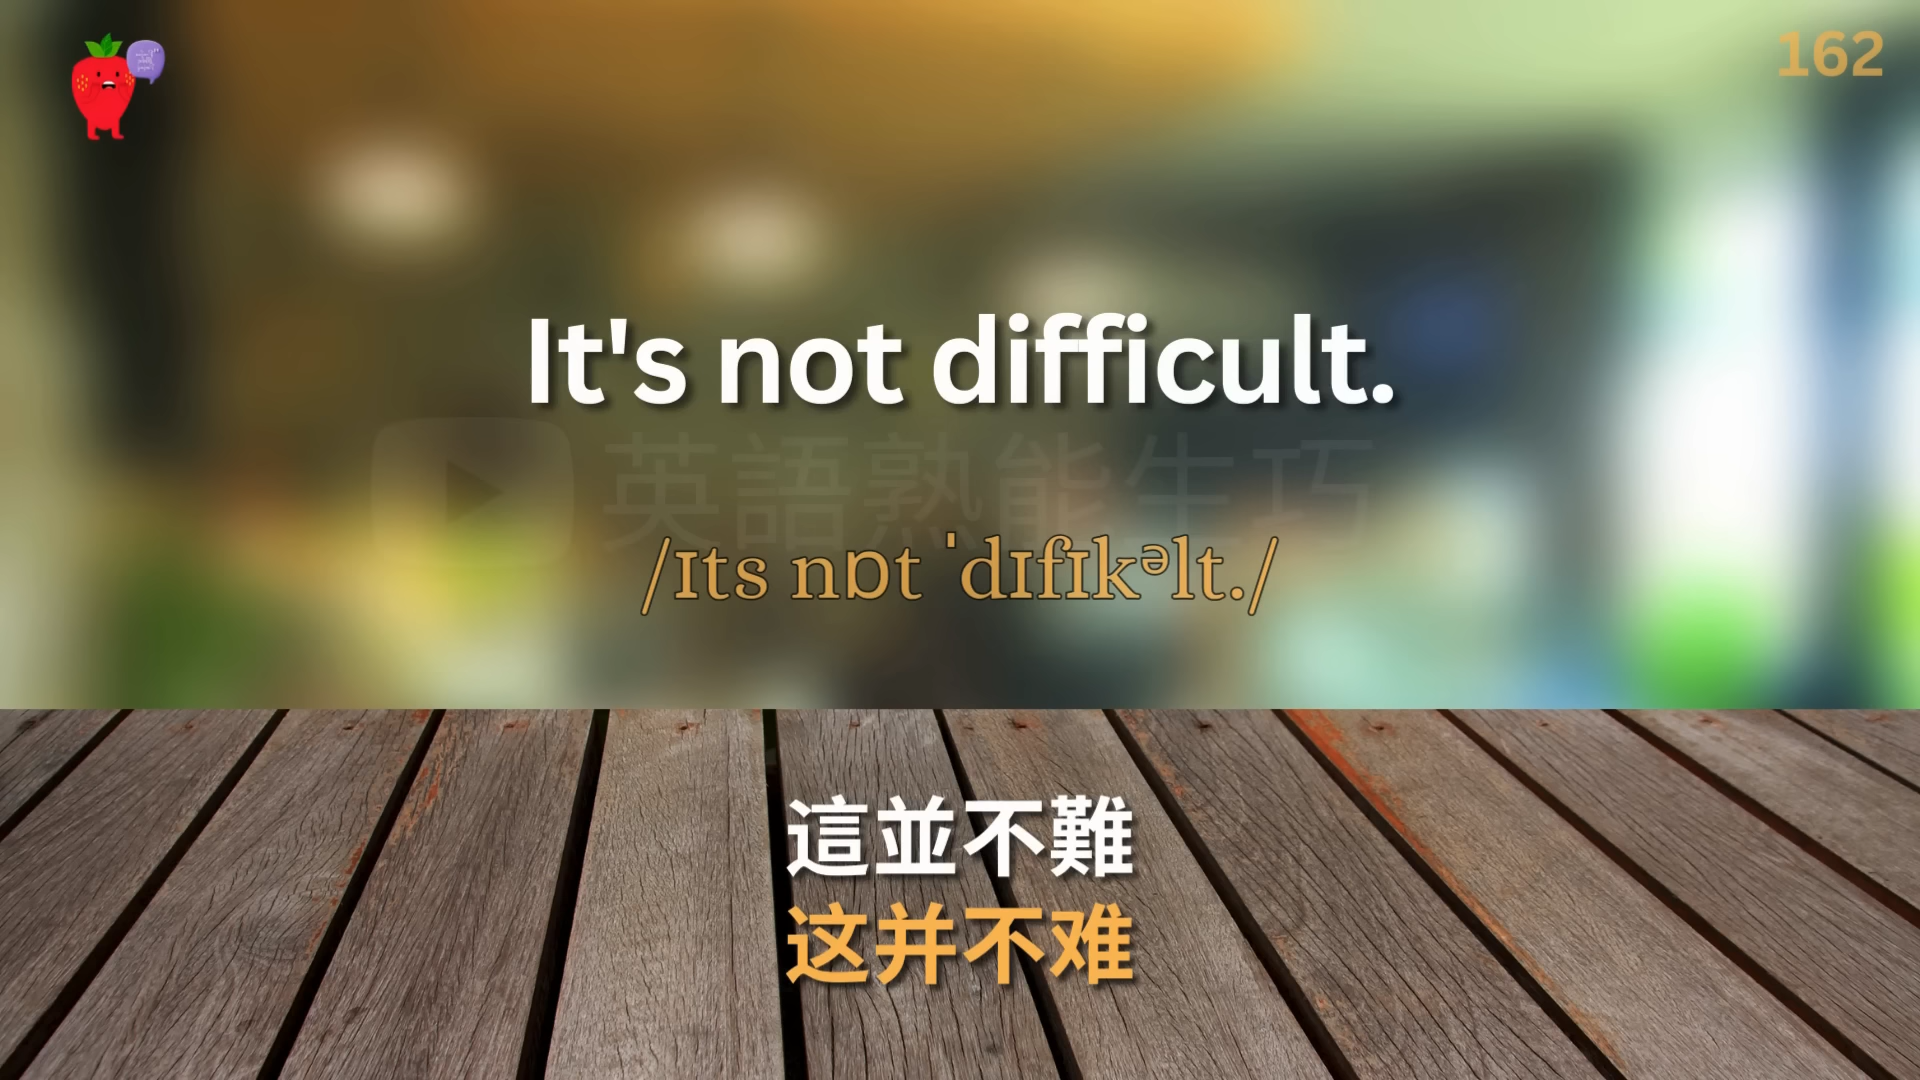 162
It's not difficult.
英語熟能生巧
/ɪts nɒt ˈdɪfɪkᵊlt./
這並不難
这并不难